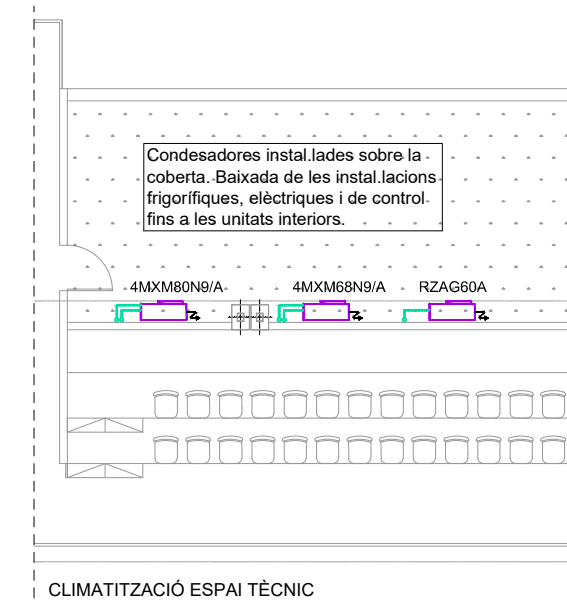 Condesadores instal.lades sobre la
coberta. Baixada de les instal.lacions
frigorífiques, elèctriques i de control
fins a les unitats interiors.
4MXM80N9/A
4MXM68N9/A
RZAG60A
CLIMATITZACIÓ ESPAI TÈCNIC